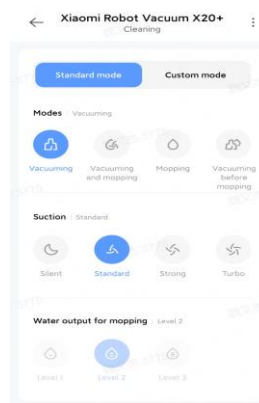 Xiaomi Robot Vacuum X20+
Cleaning
Standard mode Custom mode
Modes Vacuuming
Vacuuming Vacuuming and mopping Mopping Vacuuming before mopping
Suction Standard
Silent Standard Strong Turbo
Water output for mopping Level 2
Level 1 Level 2 Level 3